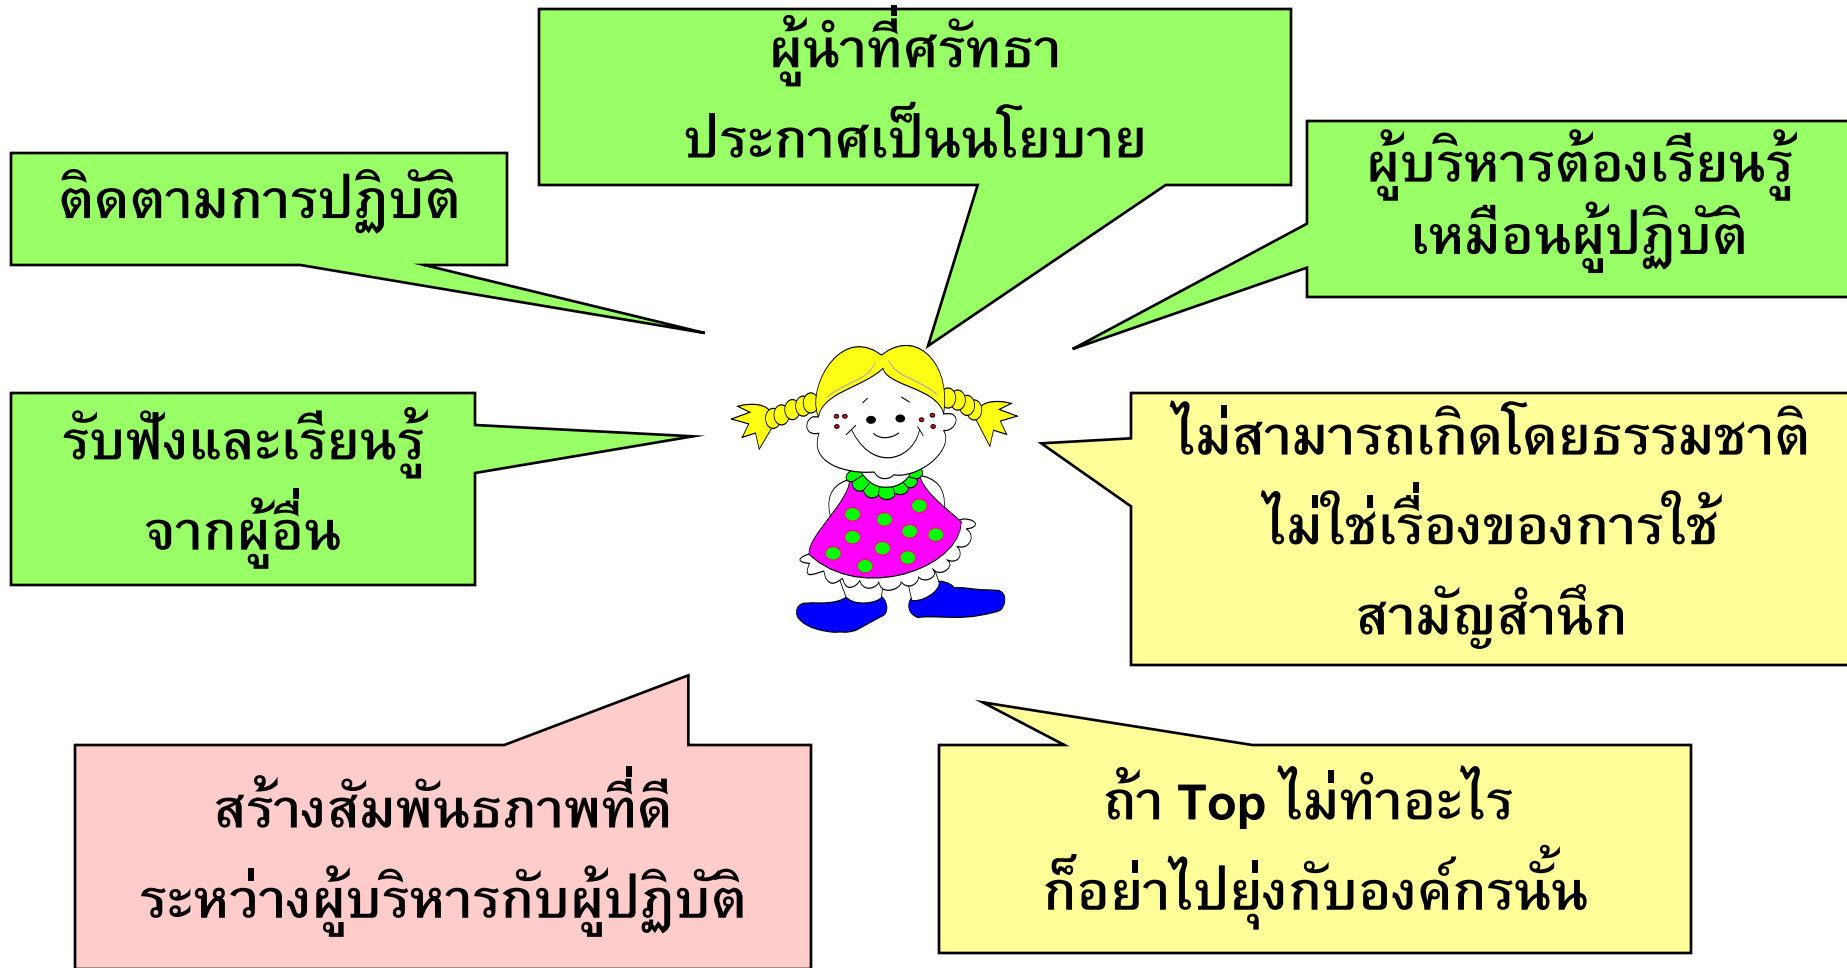 ผู้นำที่ศรัทธา
ประกาศเป็นนโยบาย
ติดตามการปฏิบัติ
ผู้บริหารต้องเรียนรู้
เหมือนผู้ปฏิบัติ
รับฟังและเรียนรู้
จากผู้อื่น
ไม่สามารถเกิดโดยธรรมชาติ
ไม่ใช่เรื่องของการใช้
สามัญสำนึก
สร้างสัมพันธภาพที่ดี
ระหว่างผู้บริหารกับผู้ปฏิบัติ
ถ้า Top ไม่ทำอะไร
ก็อย่าไปยุ่งกับองค์กรนั้น